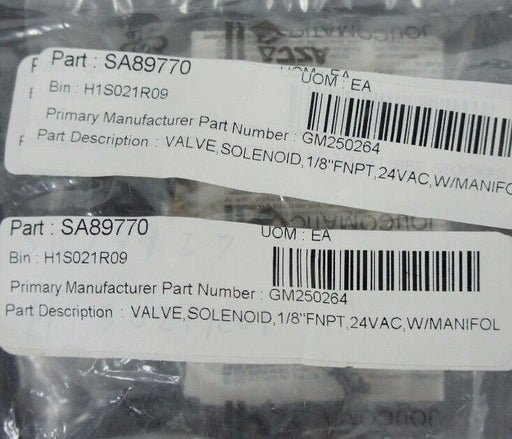 JOUCOMATIC
Part : SA89770
UOM : EA
Bin : H1S021R09
Primary Manufacturer Part Number : GM250264
Part Description : VALVE,SOLENOID,1/8"FNPT,24VAC,W/MANIFO
JOUCOMATIC
Part : SA89770
UOM : EA
Bin : H1S021R09
Primary Manufacturer Part Number : GM250264
Part Description : VALVE,SOLENOID,1/8"FNPT,24VAC,W/MANIFOL